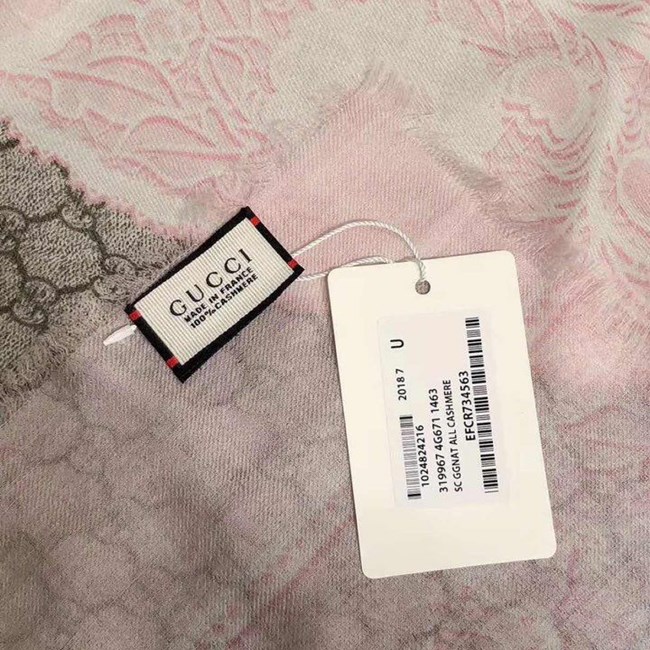 GUCCI
MADE IN FRANCE
100% CASHMERE
2018 7 U
1024824216
319967 4G671 1463
SC GGNAT ALL CASHMERE
EFCR734563